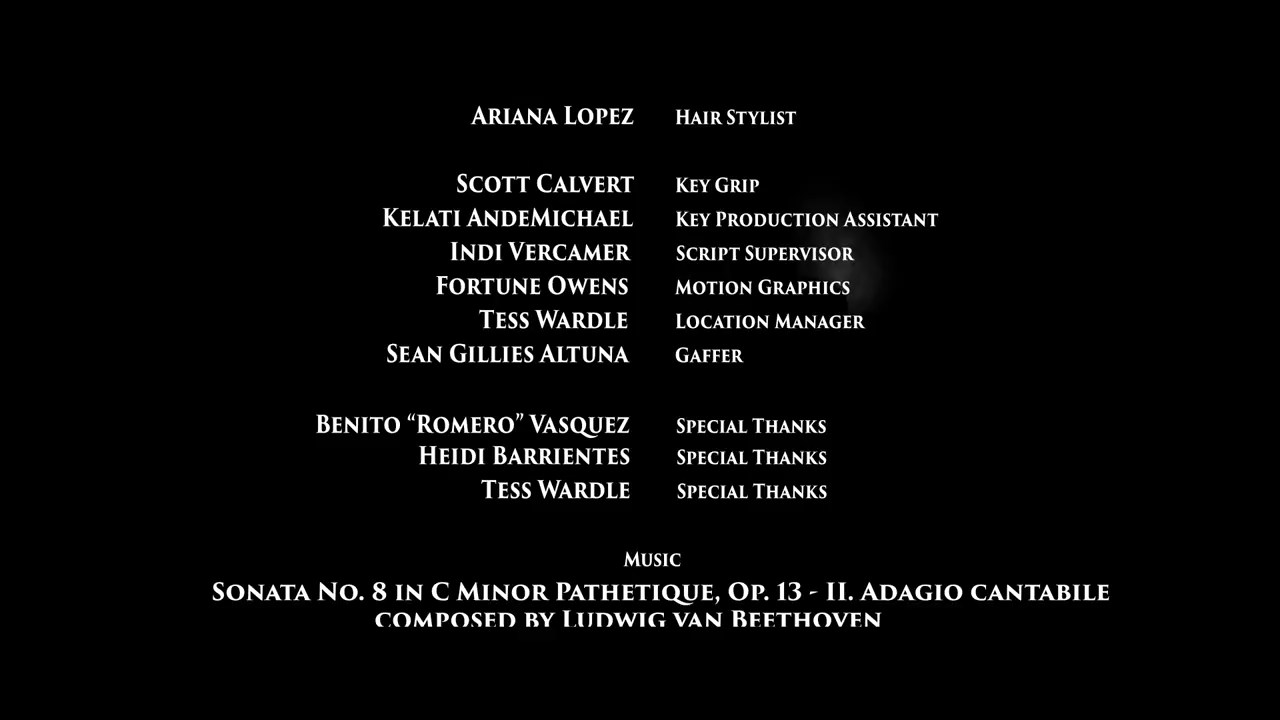 Ariana Lopez Hair Stylist
Scott Calvert Key Grip
Kelati AndeMichael Key Production Assistant
Indi Vercamer Script Supervisor
Fortune Owens Motion Graphics
Tess Wardle Location Manager
Sean Gillies Altuna Gaffer
Benito “Romero” Vasquez Special Thanks
Heidi Barrientes Special Thanks
Tess Wardle Special Thanks
Music
Sonata No. 8 in C Minor Pathetique, Op. 13 - II. Adagio cantabile
composed by Ludwig van Beethoven